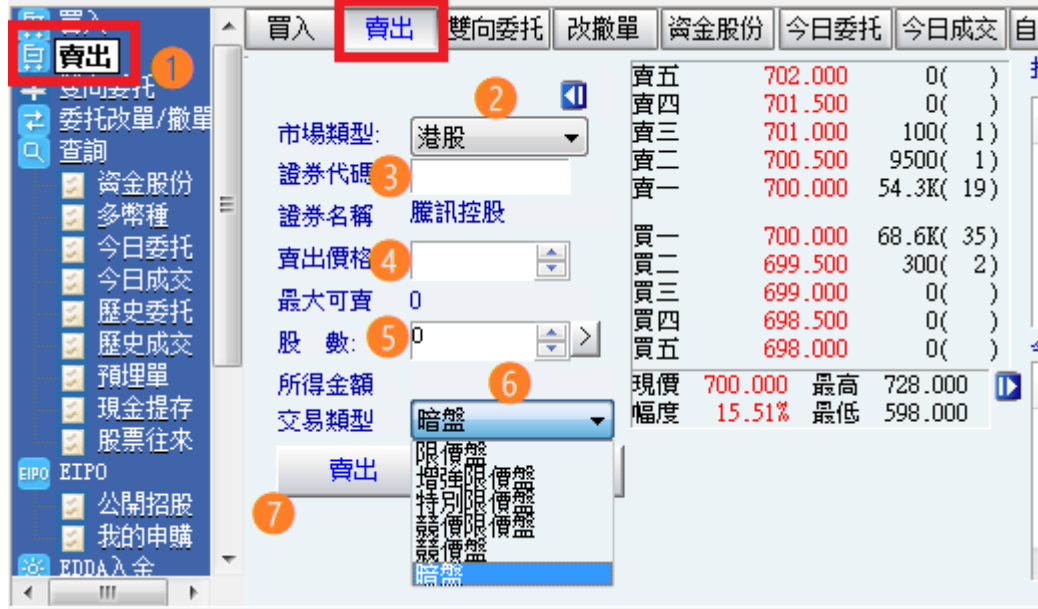 買入
賣出
1
雙向委托
委托改單/撤單
查詢
資金股份
多幣種
今日委托
今日成交
歷史委托
歷史成交
預埋單
現金提存
股票往來
EIPO
EIPO
公開招股
我的申購
EDDA入金
買入
賣出
雙向委托
改撤單
資金股份
今日委托
今日成交
自
2
市場類型:
港股
證券代碼
3
證券名稱
騰訊控股
賣出價格
4
最大可賣
0
股 數:
5
0
>
所得金額
6
交易類型
暗盤
限價盤
增強限價盤
特別限價盤
競價限價盤
競價盤
暗盤
賣出
7
賣五 702.000 0( )
賣四 701.500 0( )
賣三 701.000 100( 1)
賣二 700.500 9500( 1)
賣一 700.000 54.3K( 19)
買一 700.000 68.6K( 35)
買二 699.500 300( 2)
買三 699.000 0( )
買四 698.500 0( )
買五 698.000 0( )
現價 700.000 最高 728.000
幅度 15.51% 最低 598.000